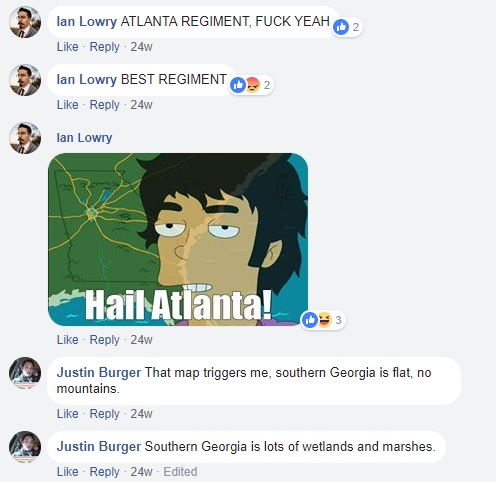 Ian Lowry ATLANTA REGIMENT, FUCK YEAH
2
Like · Reply · 24w
Ian Lowry BEST REGIMENT
2
Like · Reply · 24w
Ian Lowry
Hail Atlanta!
3
Like · Reply · 24w
Justin Burger That map triggers me, southern Georgia is flat, no
mountains.
Like · Reply · 24w
Justin Burger Southern Georgia is lots of wetlands and marshes.
Like · Reply · 24w · Edited